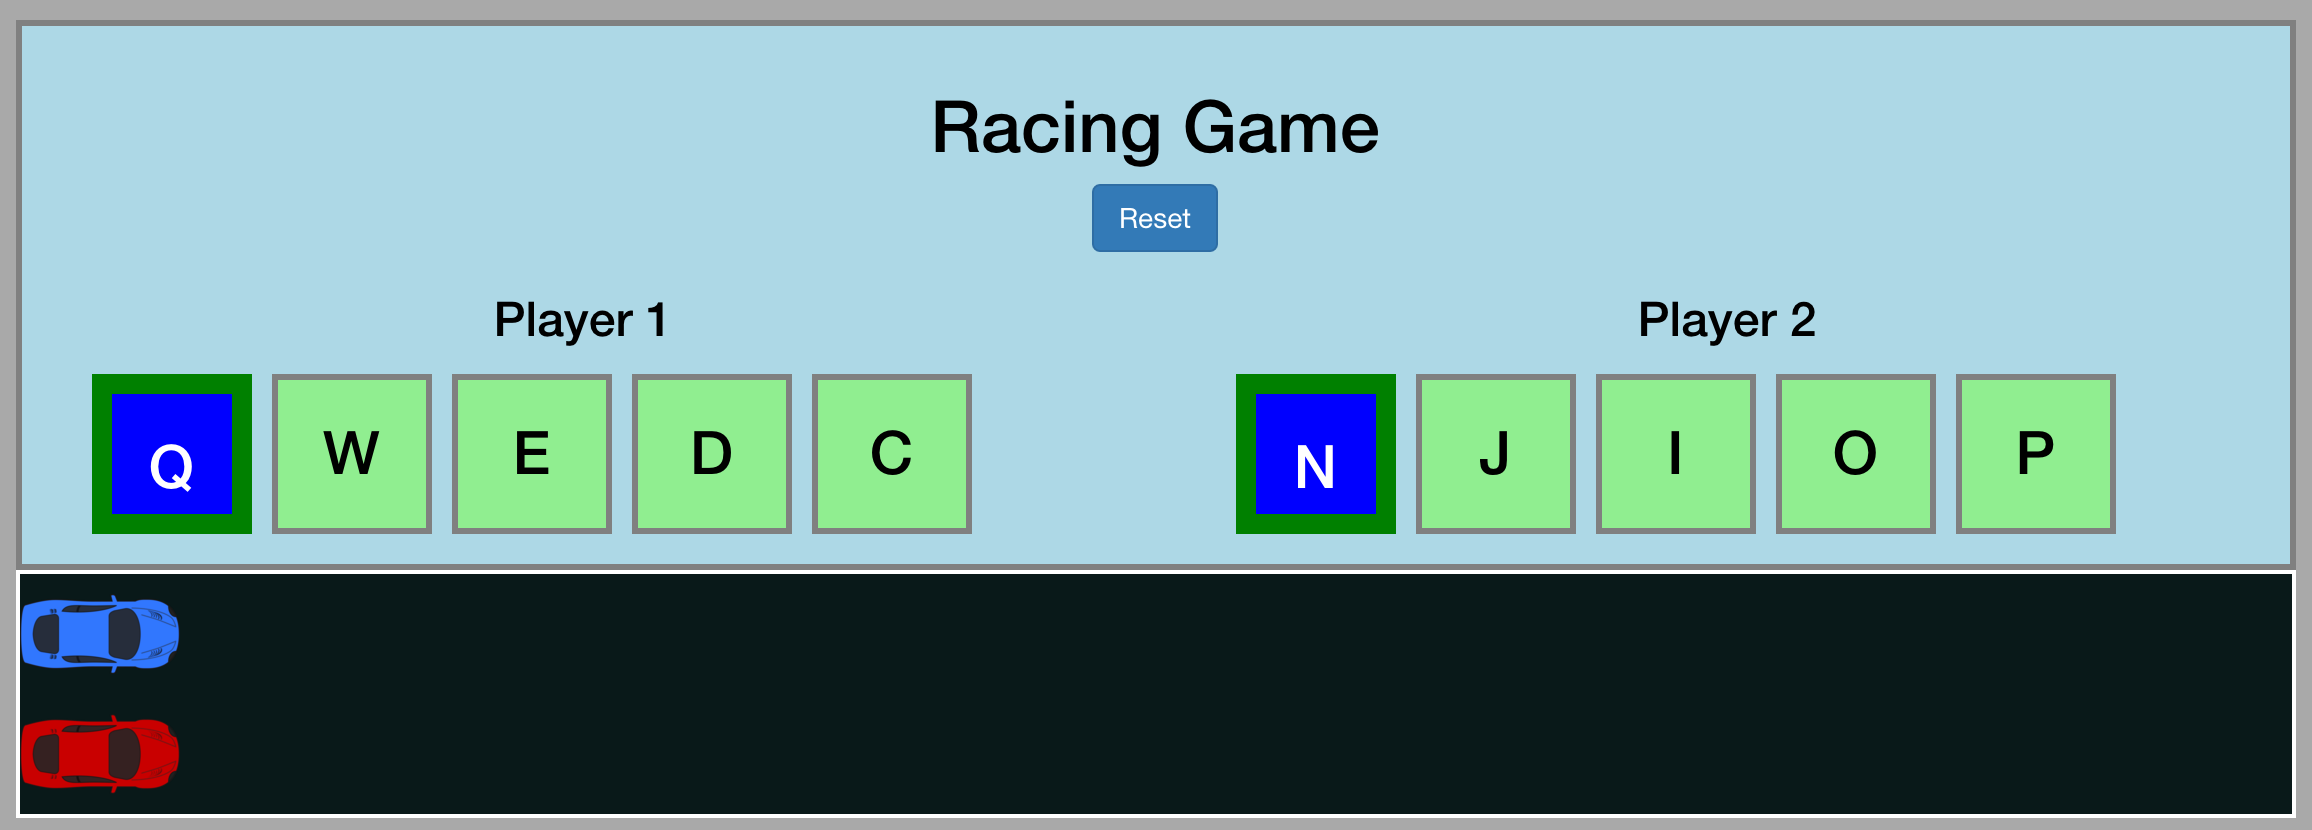 Racing Game
Reset
Player 1
Player 2
Q W E D C
N J I O P